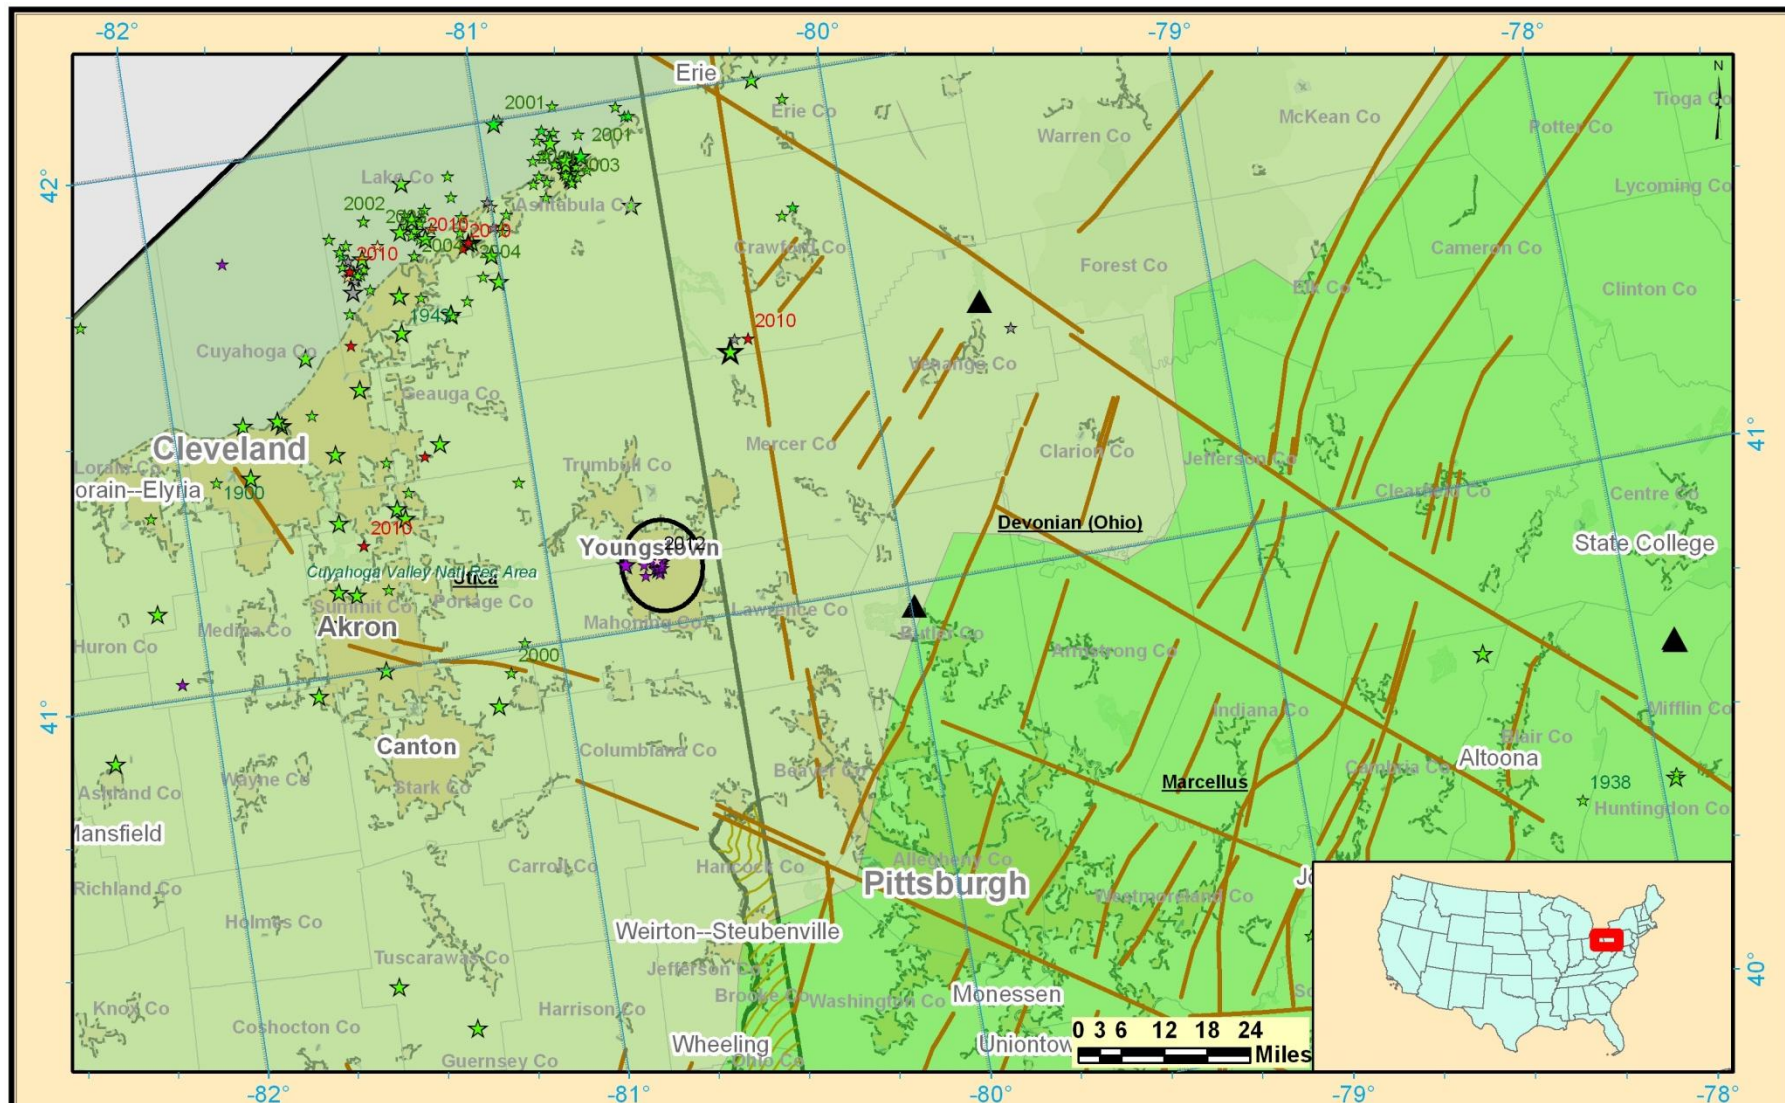 -82°
-81°
-80°
-79°
-78°
N
Erie
Erie Co
Tioga Co
2001
McKean Co
Potter Co
2001
Warren Co
2003
Lake Co
42°
Lycoming Co
2002
Ashtabula C
2010
2010
2004
2004
2010
Crawford Co
Cameron Co
Forest Co
Elk Co
Clinton Co
1943
2010
Cuyahoga Co
Venango Co
Geauga Co
Mercer Co
41°
Cleveland
Clarion Co
Lorain Co
Trumbull Co
Jefferson Co
orain--Elyria
1900
Clearfield Co
Centre Co
2010
Devonian (Ohio)
Youngstown
2012
State College
Cuyahoga Valley Natl Rec Area
Utica
Portage Co
Summit Co
Lawrence Co
Akron
Medina Co
Mahoning Co
Butler Co
Huron Co
Armstrong Co
2000
41°
Indiana Co
Mifflin Co
Canton
Columbiana Co
Blair Co
Altoona
Beaver Co
Cambria Co
Wayne Co
Marcellus
1938
Ashland Co
Stark Co
Huntingdon Co
Mansfield
Carroll Co
Hancock Co
Allegheny Co
Pittsburgh
Jo
Richland Co
Westmoreland Co
Holmes Co
Weirton--Steubenville
Tuscarawas Co
Jefferson Co
40°
Brooke Co
Washington Co
Monessen
So
Knox Co
Harrison Co
Coshocton Co
0 3 6 12 18 24
Miles
Wheeling
Uniontow
Guernsey Co
Ohio Co
-82°
-81°
-80°
-79°
-78°